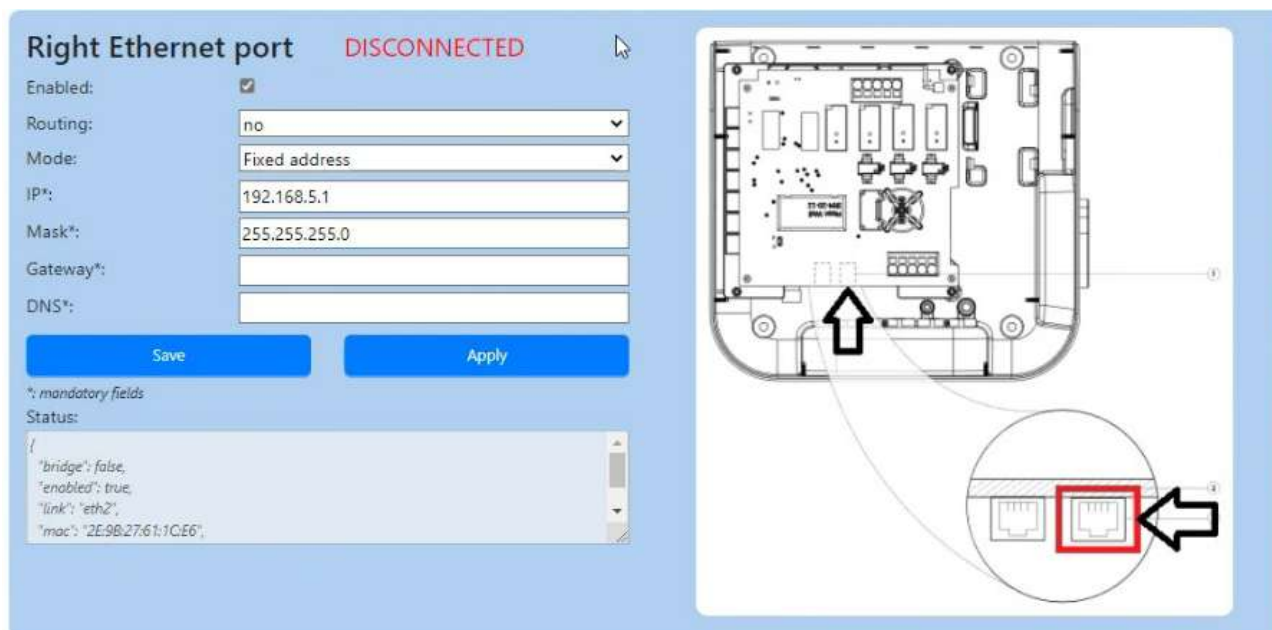 Right Ethernet port DISCONNECTED
Enabled:
Routing: no
Mode: Fixed address
IP*: 192.168.5.1
Mask*: 255.255.255.0
Gateway*:
DNS*:
Save Apply
*: mandatory fields
Status:
{
"bridge": false,
"enabled": true,
"link": "eth2",
"mac": "2E:9B:27:61:1C:E6",